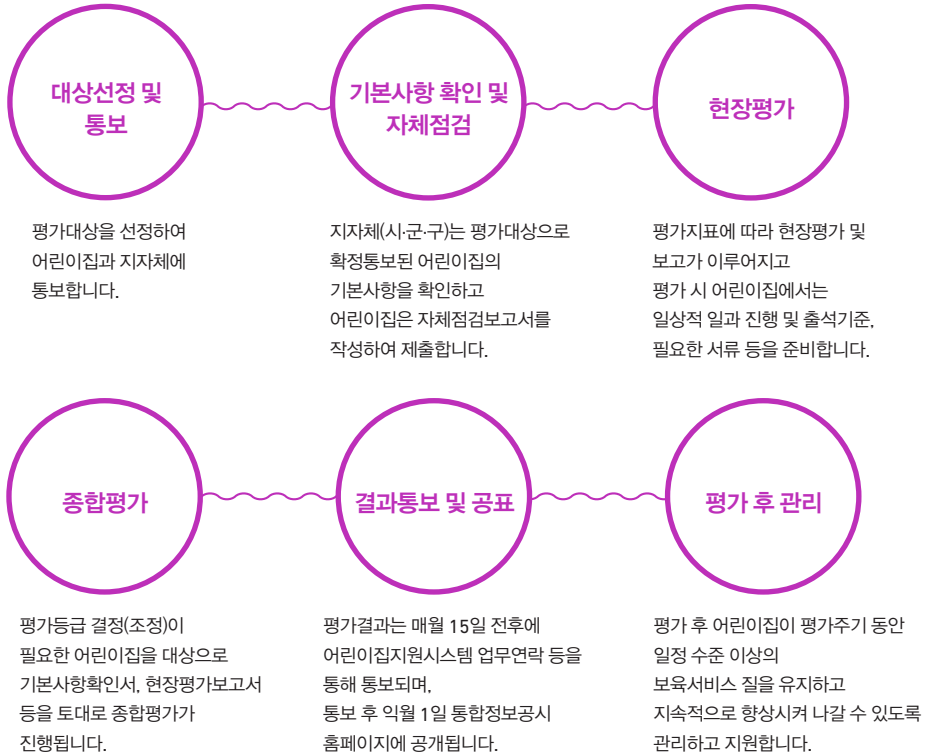 대상선정 및
통보
기본사항 확인 및
자체점검
현장평가
평가대상을 선정하여
어린이집과 지자체에
통보합니다.
지자체(시·군·구)는 평가대상으로
확정통보된 어린이집의
기본사항을 확인하고
어린이집은 자체점검보고서를
작성하여 제출합니다.
평가지표에 따라 현장평가 및
보고가 이루어지고
평가 시 어린이집에서는
일상적 일과 진행 및 출석기준,
필요한 서류 등을 준비합니다.
종합평가
결과통보 및 공표
평가 후 관리
평가등급 결정(조정)이
필요한 어린이집을 대상으로
기본사항확인서, 현장평가보고서
등을 토대로 종합평가가
진행됩니다.
평가결과는 매월 15일 전후에
어린이집지원시스템 업무연락 등을
통해 통보되며,
통보 후 익월 1일 통합정보공시
홈페이지에 공개됩니다.
평가 후 어린이집이 평가주기 동안
일정 수준 이상의
보육서비스 질을 유지하고
지속적으로 향상시켜 나갈 수 있도록
관리하고 지원합니다.